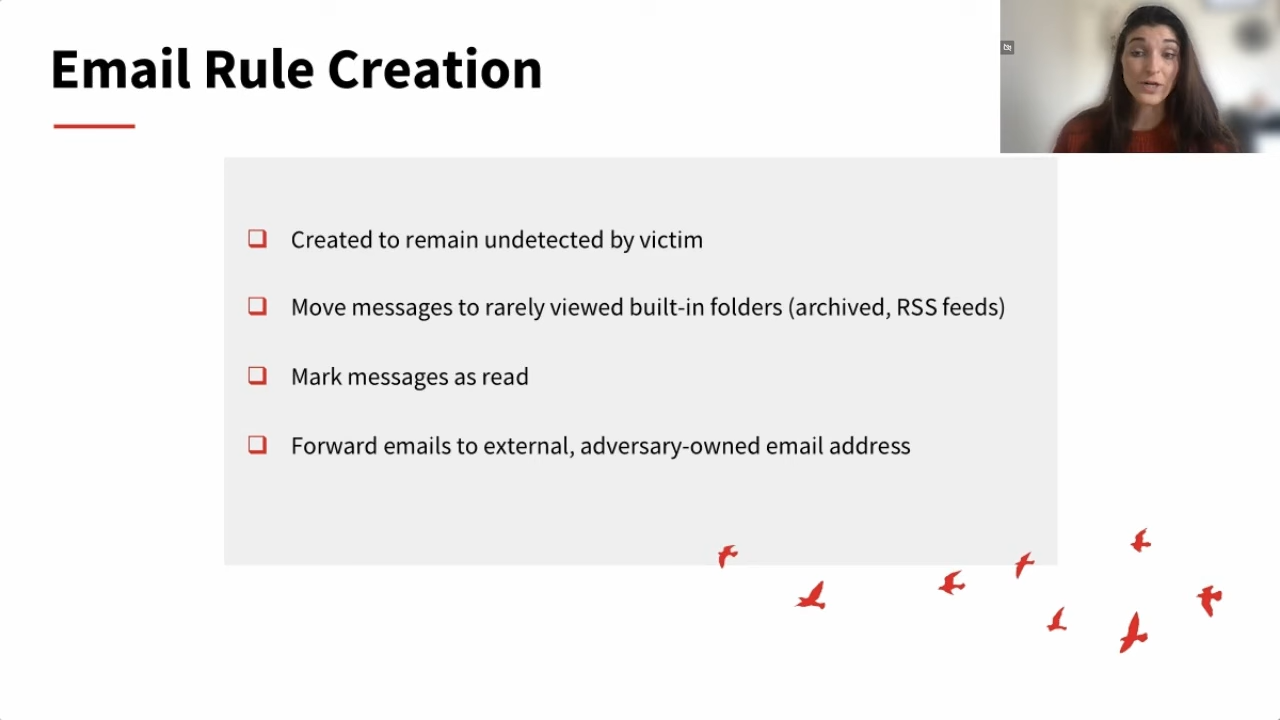 Email Rule Creation
Created to remain undetected by victim
Move messages to rarely viewed built-in folders (archived, RSS feeds)
Mark messages as read
Forward emails to external, adversary-owned email address